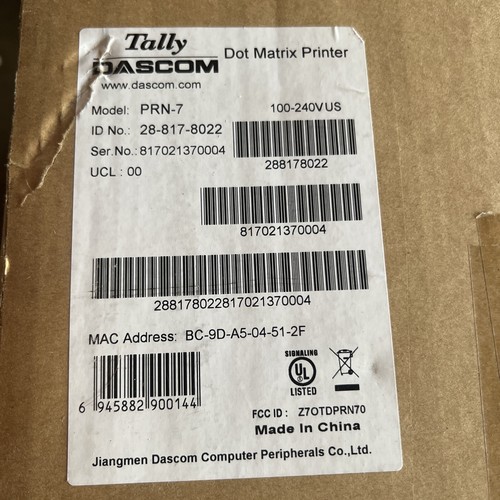 Tally
DASCOM Dot Matrix Printer
www.dascom.com
Model: PRN-7 100-240V US
ID No.: 28-817-8022
288178022
Ser.No.: 817021370004
UCL : 00
817021370004
288178022817021370004
MAC Address: BC-9D-A5-04-51-2F
SIGNALING
UL
LISTED
6 945882 900144
FCC ID : Z7OTDPRN70
Made In China
Jiangmen Dascom Computer Peripherals Co.,Ltd.